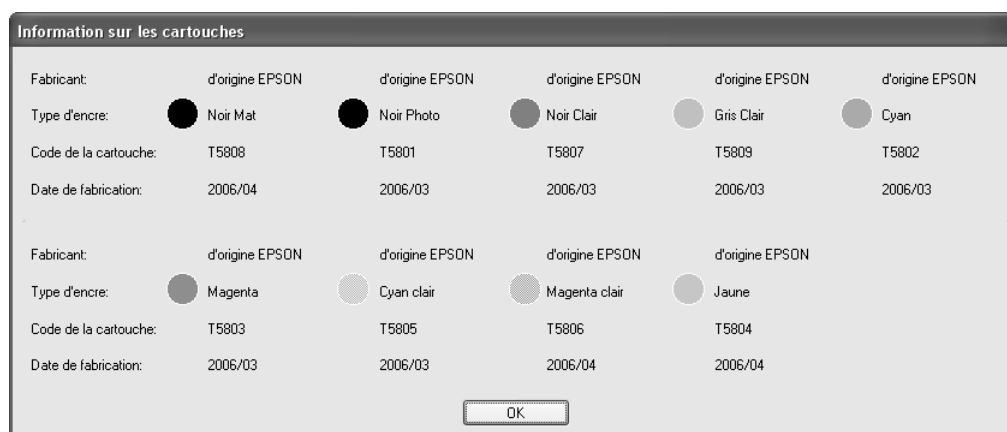 Information sur les cartouches
Fabricant: d'origine EPSON d'origine EPSON d'origine EPSON d'origine EPSON d'origine EPSON
Type d'encre: Noir Mat Noir Photo Noir Clair Gris Clair Cyan
Code de la cartouche: T5808 T5801 T5807 T5809 T5802
Date de fabrication: 2006/04 2006/03 2006/03 2006/03 2006/03
Fabricant: d'origine EPSON d'origine EPSON d'origine EPSON d'origine EPSON
Type d'encre: Magenta Cyan clair Magenta clair Jaune
Code de la cartouche: T5803 T5805 T5806 T5804
Date de fabrication: 2006/03 2006/03 2006/04 2006/04
OK